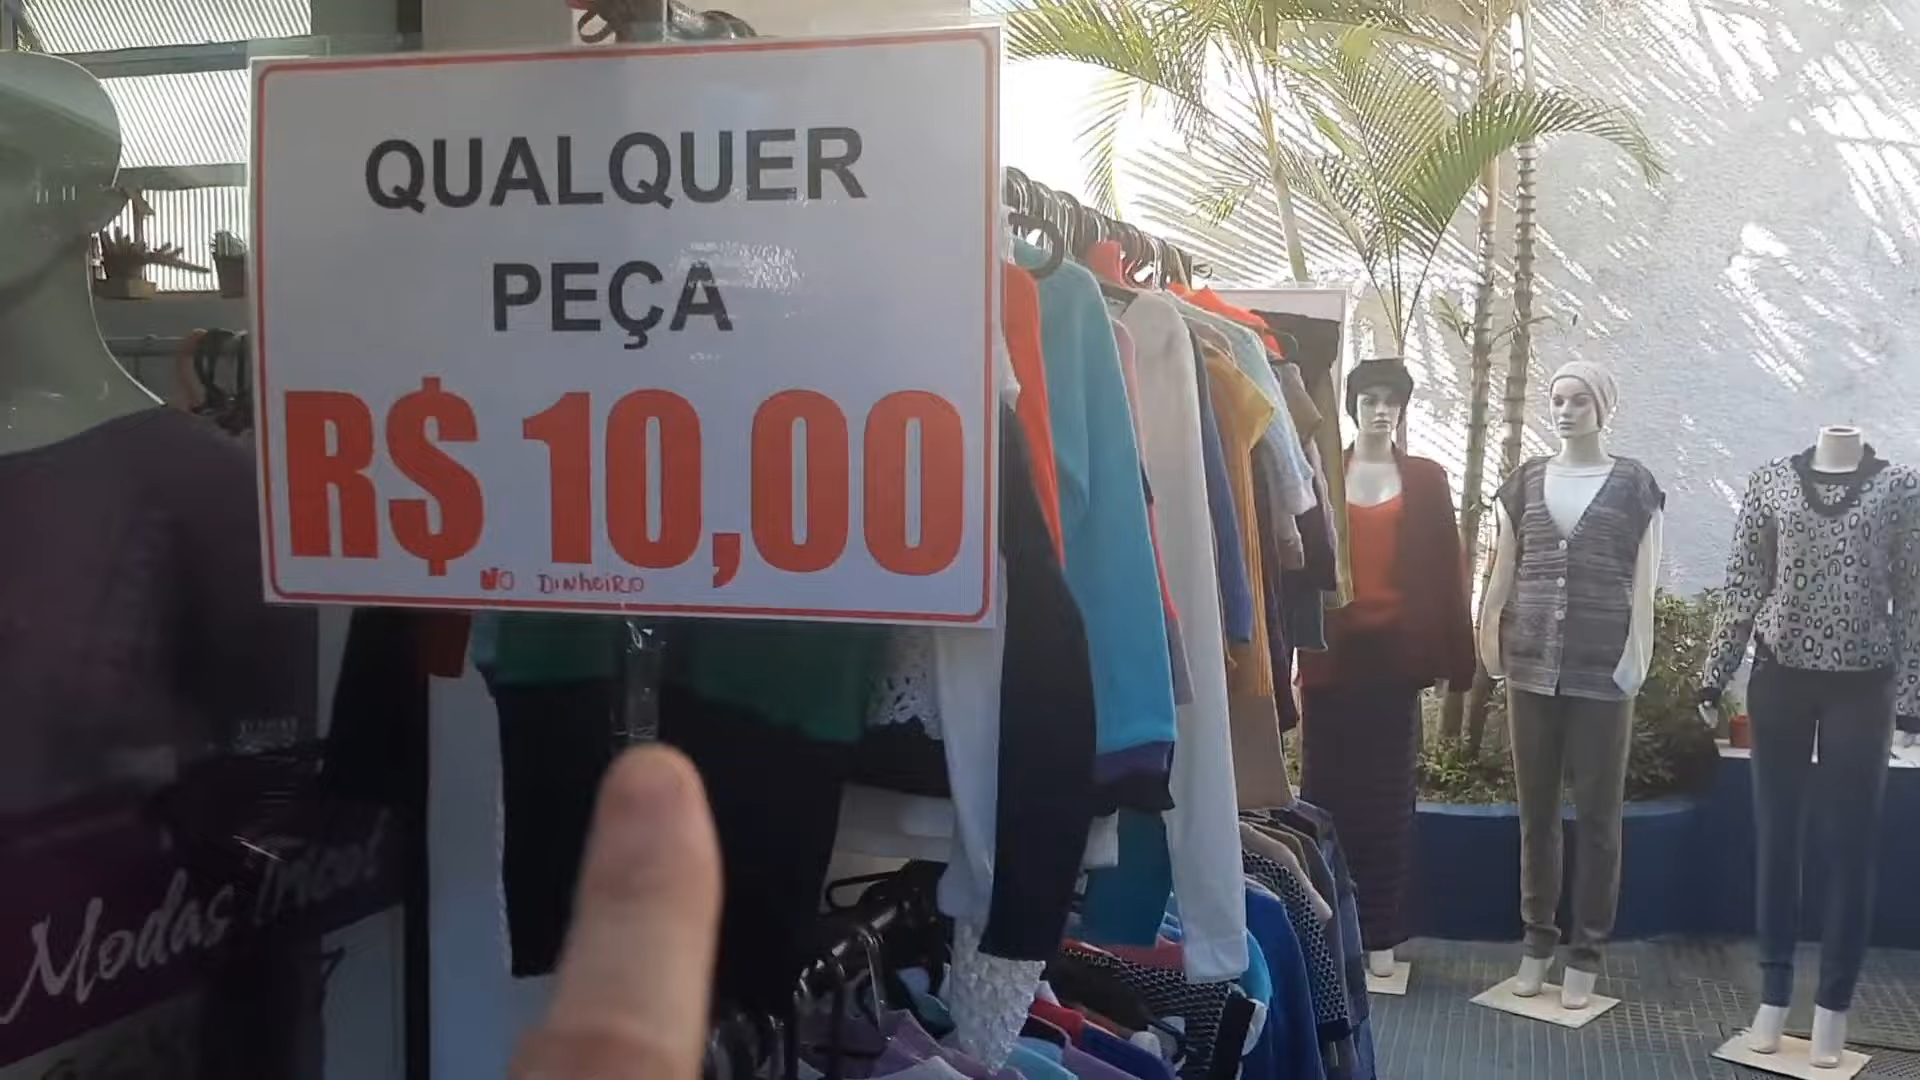 QUALQUER
PEÇA
R$ 10,00
NO DINHEIRO
Modas Tricot